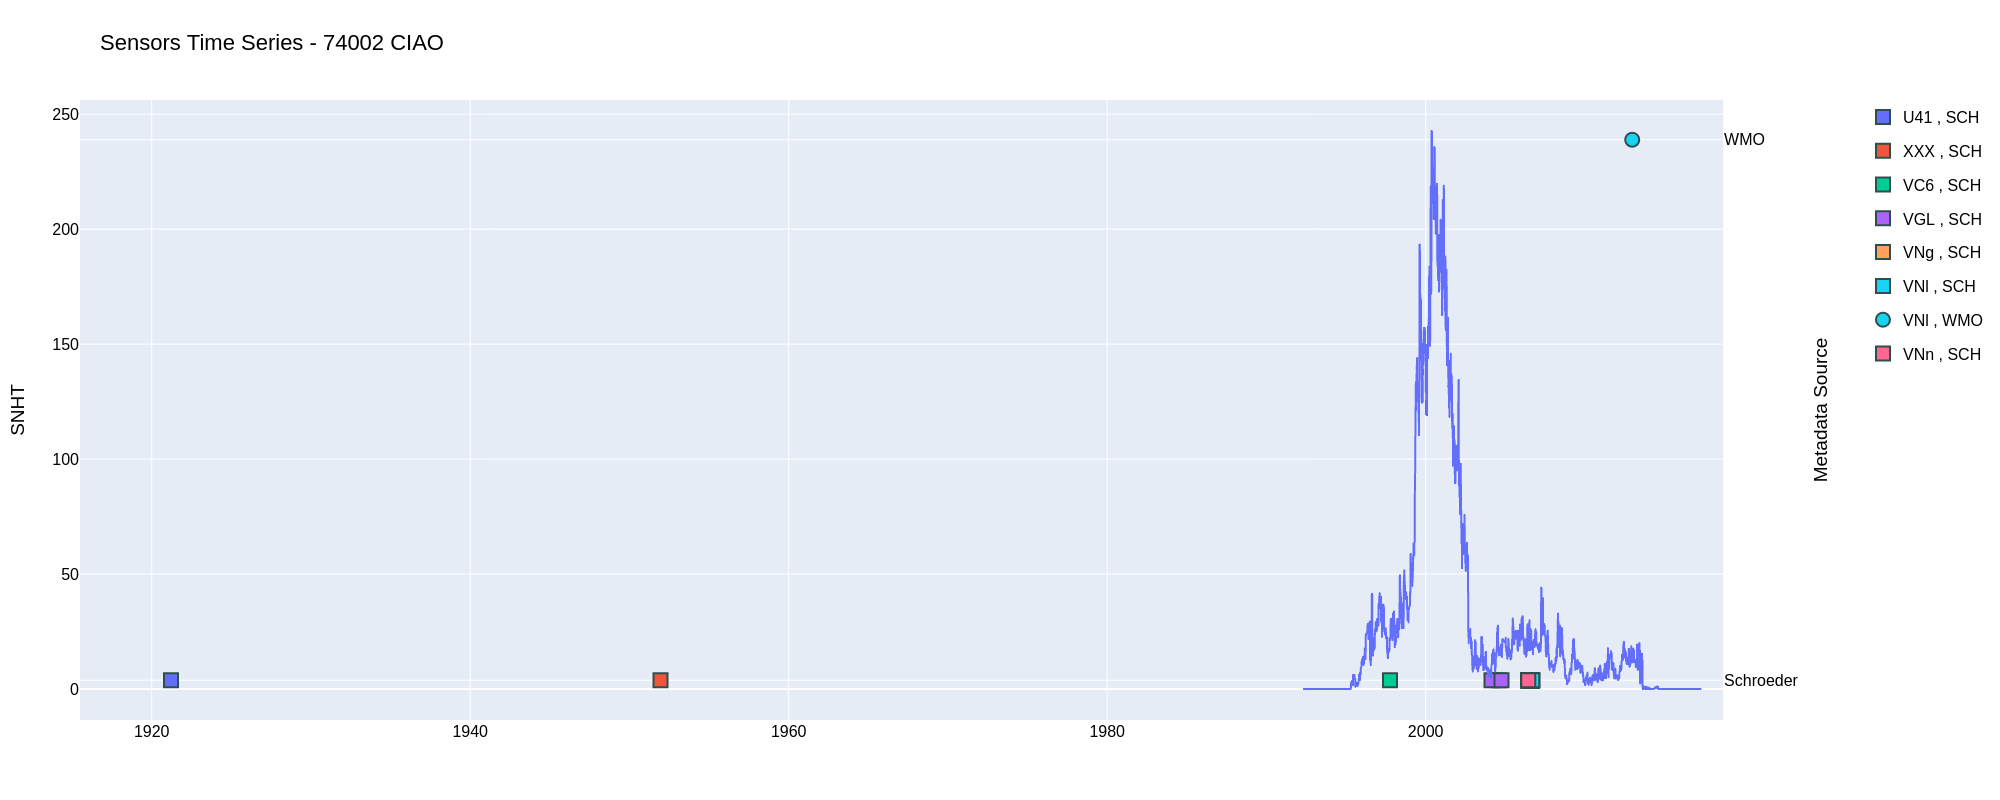 Sensors Time Series - 74002 CIAO
250
200
150
100
50
0
SNHT
1920
1940
1960
1980
2000
WMO
Schroeder
Metadata Source
U41 , SCH
XXX , SCH
VC6 , SCH
VGL , SCH
VNg , SCH
VNl , SCH
VNl , WMO
VNn , SCH